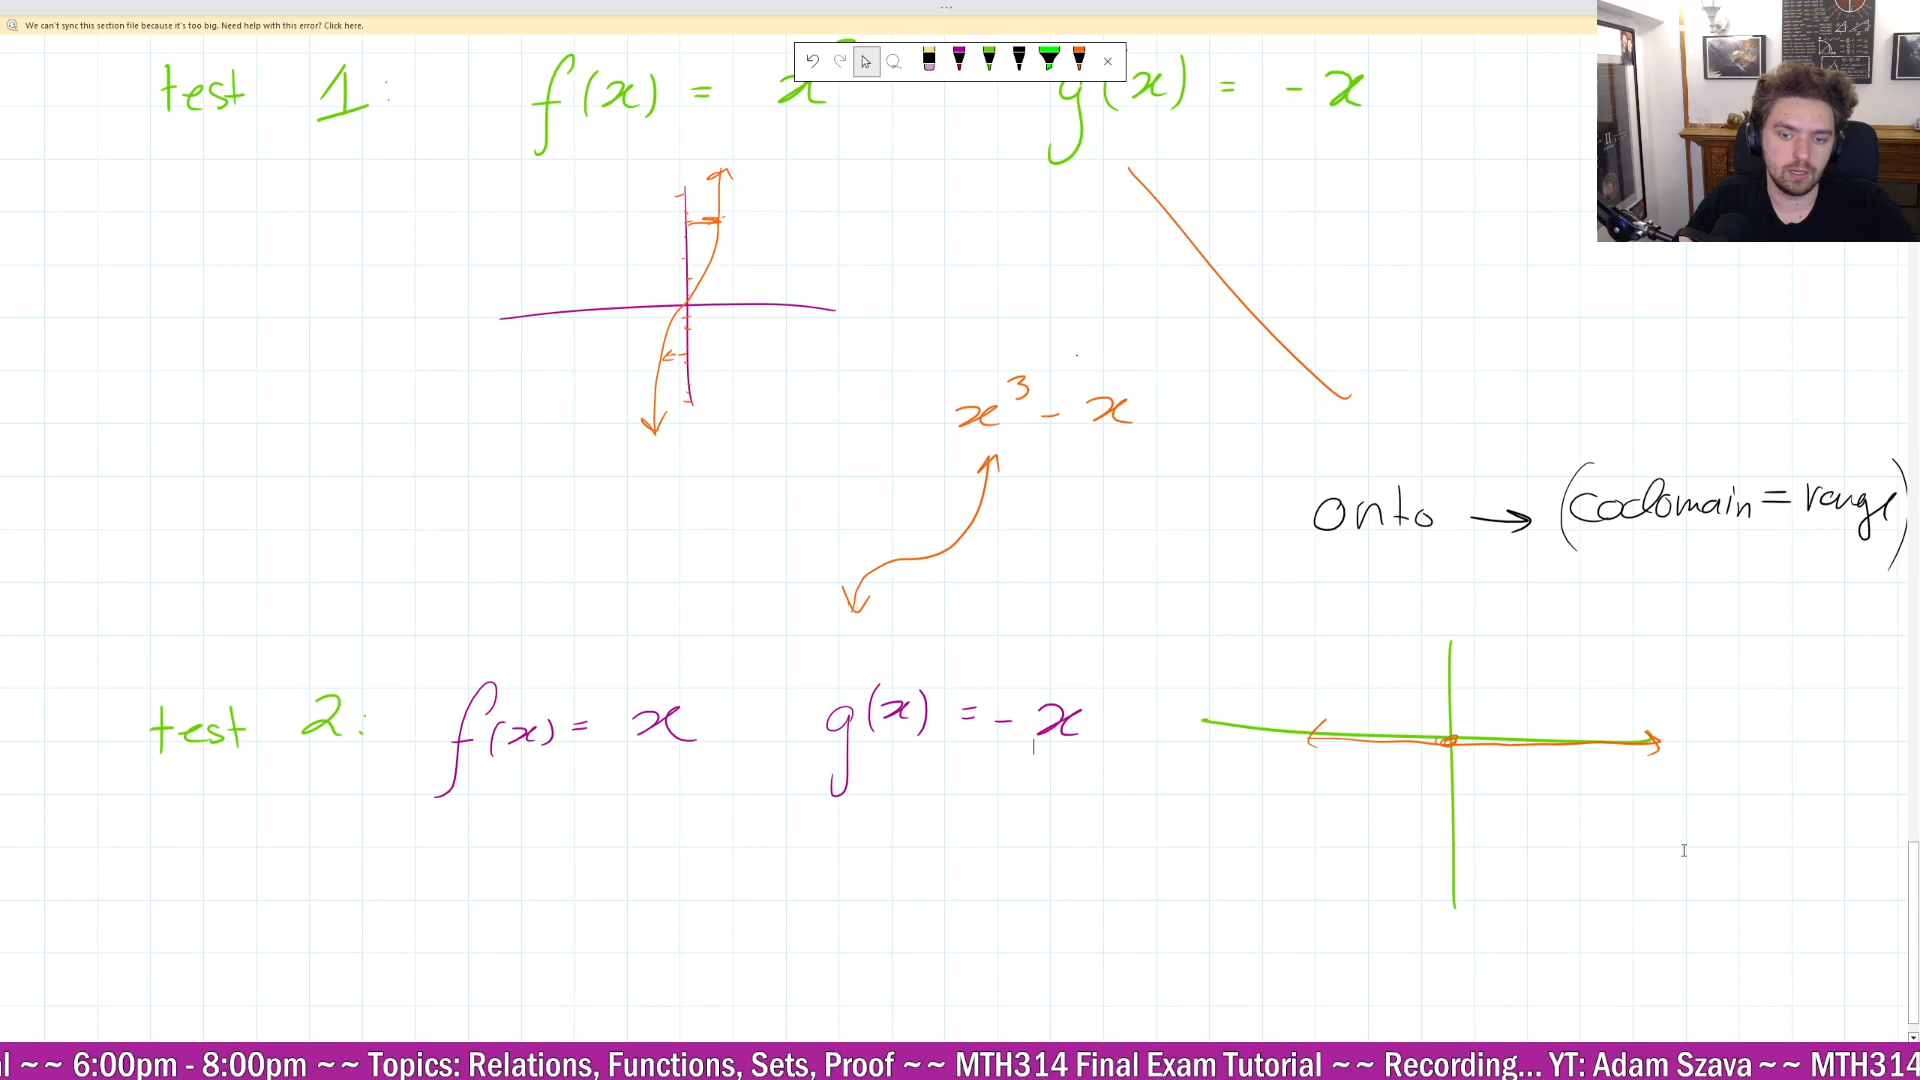 We can't sync this section file because it's too big. Need help with this error? Click here.
test 1: f(x) = x g(x) = - x
x³ - x
onto → (codomain = range)
test 2: f(x) = x g(x) = - x
~~ 6:00pm - 8:00pm ~~ Topics: Relations, Functions, Sets, Proof ~~ MTH314 Final Exam Tutorial ~~ Recording... YT: Adam Szava ~~ MTH314